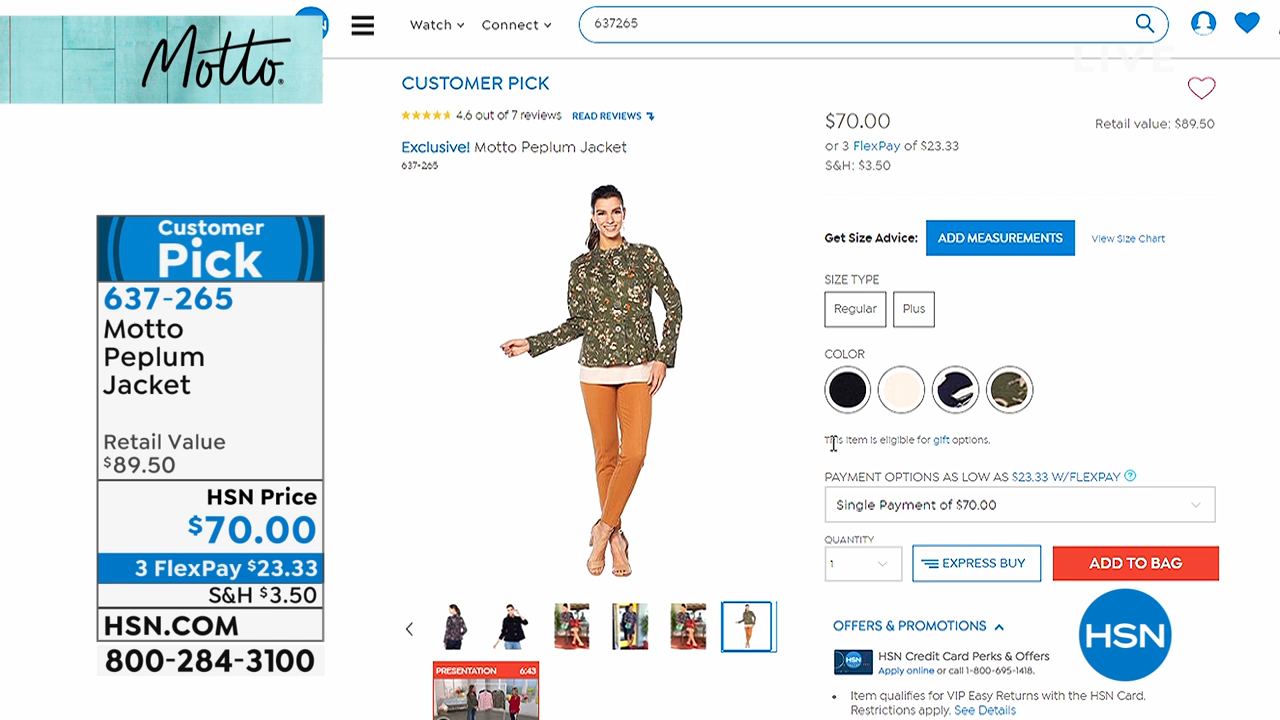 Motto
Watch
Connect
637265
LIVE
CUSTOMER PICK
4.6 out of 7 reviews READ REVIEWS
Exclusive! Motto Peplum Jacket
637-265
$70.00
Retail value: $89.50
or 3 FlexPay of $23.33
S&H: $3.50
Get Size Advice: ADD MEASUREMENTS View Size Chart
SIZE TYPE
Regular Plus
COLOR
This item is eligible for gift options.
PAYMENT OPTIONS AS LOW AS $23.33 W/FLEXPAY
Single Payment of $70.00
QUANTITY
1
EXPRESS BUY
ADD TO BAG
OFFERS & PROMOTIONS
HSN
HSN Credit Card Perks & Offers
Apply online or call 1-800-695-1418.
• Item qualifies for VIP Easy Returns with the HSN Card.
Restrictions apply. See Details
HSN
PRESENTATION 6:43
Customer
Pick
637-265
Motto
Peplum
Jacket
Retail Value
$89.50
HSN Price
$70.00
3 FlexPay $23.33
S&H $3.50
HSN.COM
800-284-3100